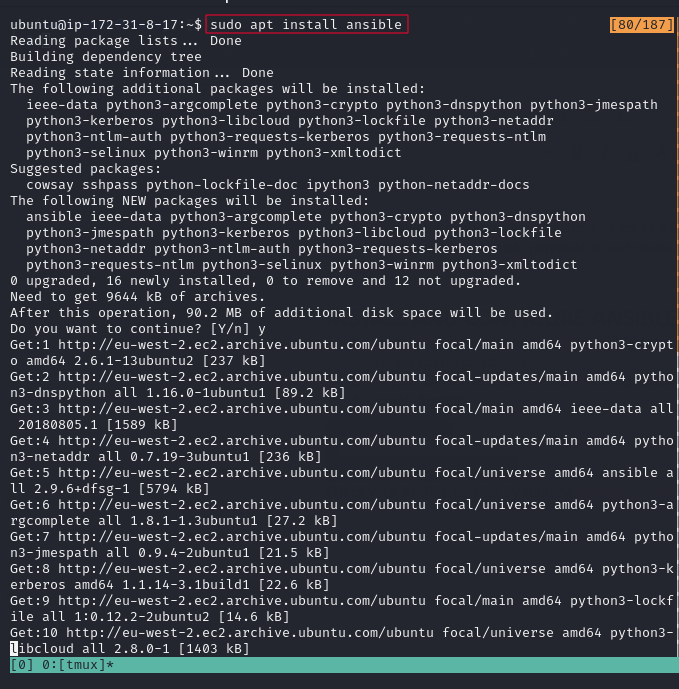 ubuntu@ip-172-31-8-17:~$ sudo apt install ansible [80/187]
Reading package lists... Done
Building dependency tree
Reading state information... Done
The following additional packages will be installed:
  ieee-data python3-argcomplete python3-crypto python3-dnspython python3-jmespath
  python3-kerberos python3-libcloud python3-lockfile python3-netaddr
  python3-ntlm-auth python3-requests-kerberos python3-requests-ntlm
  python3-selinux python3-winrm python3-xmltodict
Suggested packages:
  cowsay sshpass python-lockfile-doc ipython3 python-netaddr-docs
The following NEW packages will be installed:
  ansible ieee-data python3-argcomplete python3-crypto python3-dnspython
  python3-jmespath python3-kerberos python3-libcloud python3-lockfile
  python3-netaddr python3-ntlm-auth python3-requests-kerberos
  python3-requests-ntlm python3-selinux python3-winrm python3-xmltodict
0 upgraded, 16 newly installed, 0 to remove and 12 not upgraded.
Need to get 9644 kB of archives.
After this operation, 90.2 MB of additional disk space will be used.
Do you want to continue? [Y/n] y
Get:1 http://eu-west-2.ec2.archive.ubuntu.com/ubuntu focal/main amd64 python3-crypt
o amd64 2.6.1-13ubuntu2 [237 kB]
Get:2 http://eu-west-2.ec2.archive.ubuntu.com/ubuntu focal-updates/main amd64 pytho
n3-dnspython all 1.16.0-1ubuntu1 [89.2 kB]
Get:3 http://eu-west-2.ec2.archive.ubuntu.com/ubuntu focal/main amd64 ieee-data all
 20180805.1 [1589 kB]
Get:4 http://eu-west-2.ec2.archive.ubuntu.com/ubuntu focal-updates/main amd64 pytho
n3-netaddr all 0.7.19-3ubuntu1 [236 kB]
Get:5 http://eu-west-2.ec2.archive.ubuntu.com/ubuntu focal/universe amd64 ansible a
ll 2.9.6+dfsg-1 [5794 kB]
Get:6 http://eu-west-2.ec2.archive.ubuntu.com/ubuntu focal/universe amd64 python3-a
rgcomplete all 1.8.1-1.3ubuntu1 [27.2 kB]
Get:7 http://eu-west-2.ec2.archive.ubuntu.com/ubuntu focal-updates/main amd64 pytho
n3-jmespath all 0.9.4-2ubuntu1 [21.5 kB]
Get:8 http://eu-west-2.ec2.archive.ubuntu.com/ubuntu focal/universe amd64 python3-k
erberos amd64 1.1.14-3.1build1 [22.6 kB]
Get:9 http://eu-west-2.ec2.archive.ubuntu.com/ubuntu focal/main amd64 python3-lockf
ile all 1:0.12.2-2ubuntu2 [14.6 kB]
Get:10 http://eu-west-2.ec2.archive.ubuntu.com/ubuntu focal/universe amd64 python3-
libcloud all 2.8.0-1 [1403 kB]
[0] 0:[tmux]*